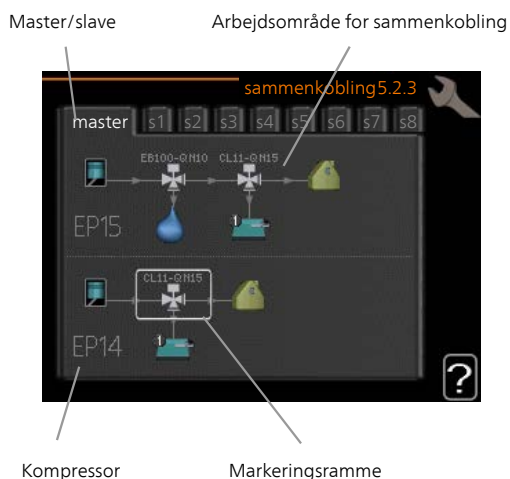 Master/slave
Arbejdsområde for sammenkobling
sammenkobling5.2.3
master s1 s2 s3 s4 s5 s6 s7 s8
EB100-QN10 CL11-QN15
1
EP15
CL11-QN15
1
EP14
?
Kompressor
Markeringsramme